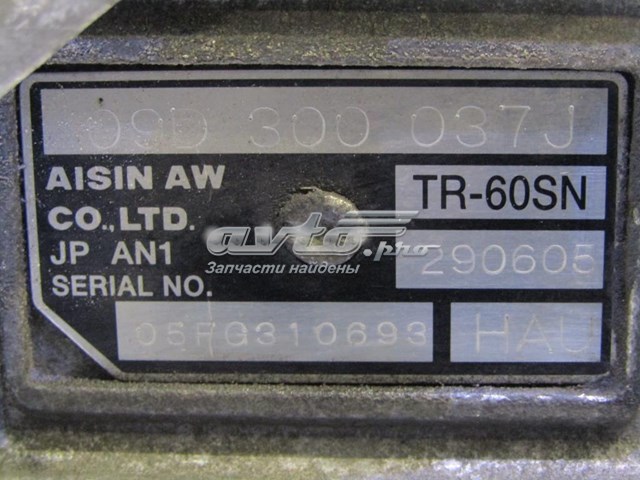 09D 300 037J
AISIN AW
CO.,LTD.
TR-60SN
JP AN1
290605
SERIAL NO.
05FG310693
HAU
avto.pro
Запчасти найдены